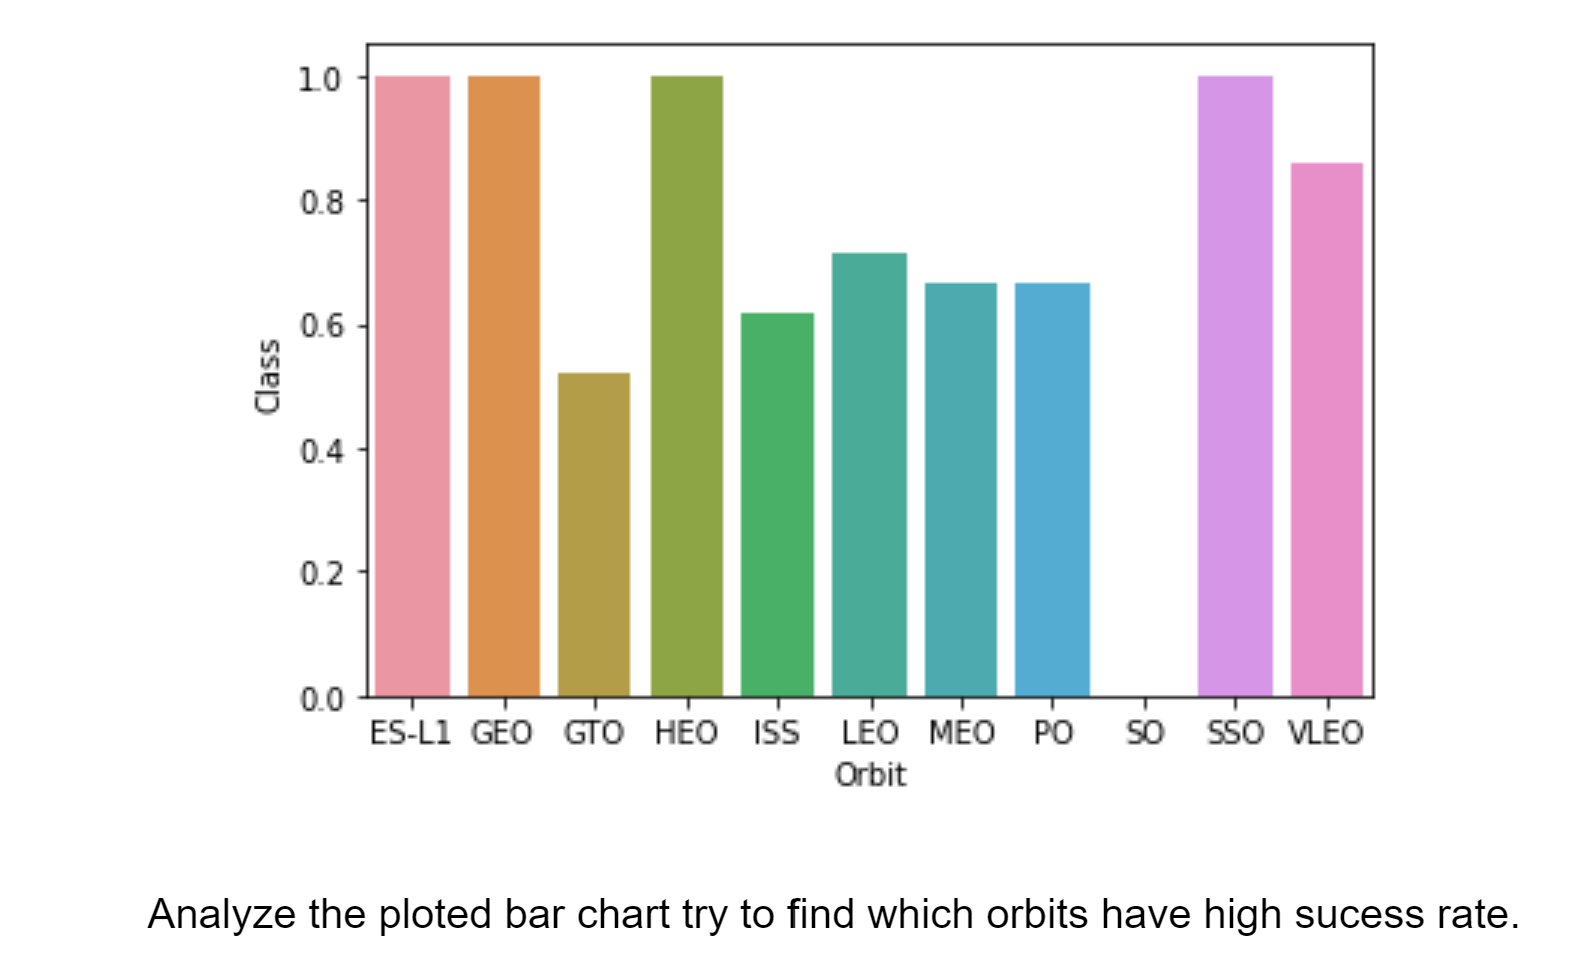 1.0
0.8
0.6
0.4
0.2
0.0
Class
ES-L1 GEO GTO HEO ISS LEO MEO PO SO SSO VLEO
Orbit
Analyze the ploted bar chart try to find which orbits have high sucess rate.